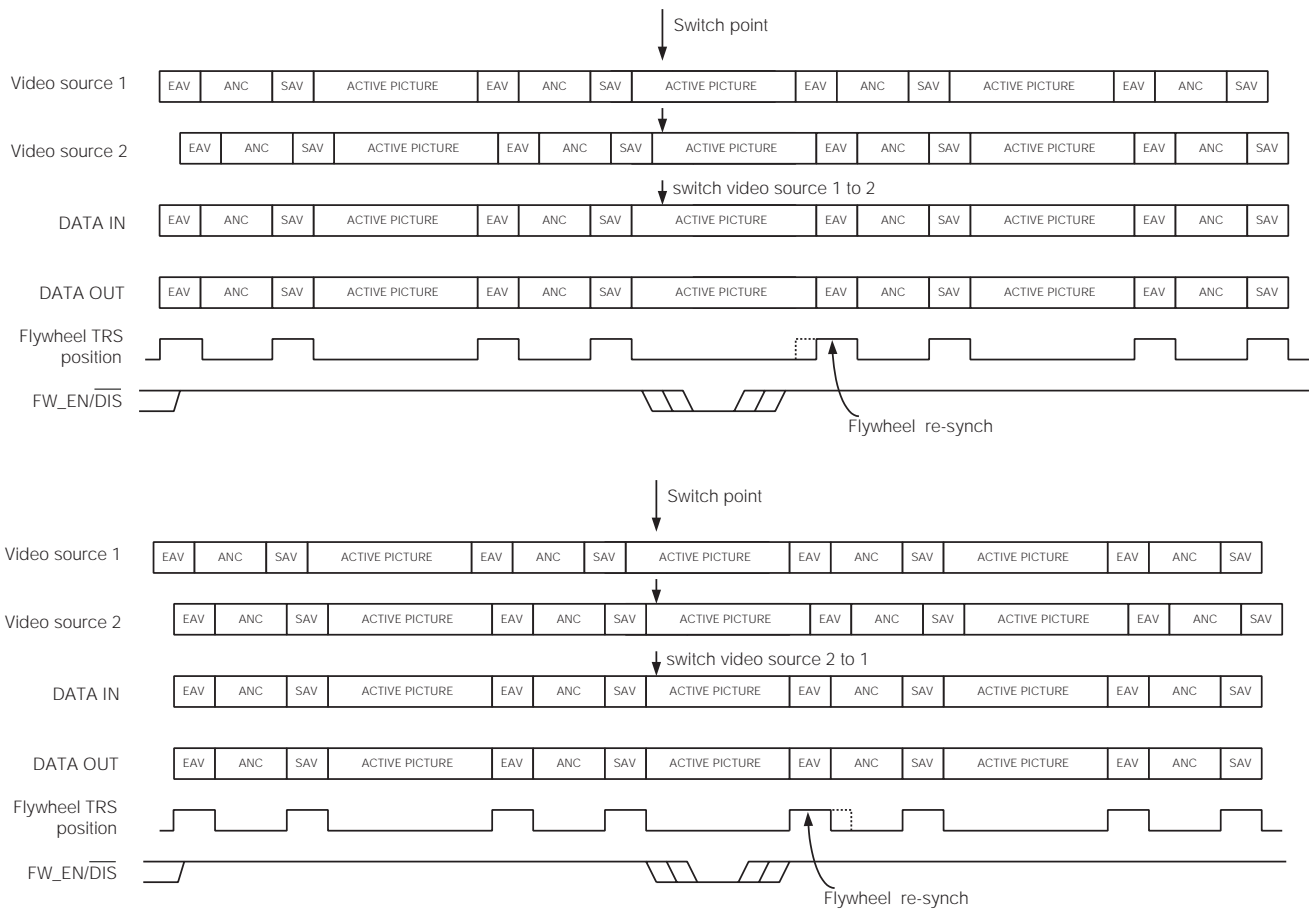 Switch point
Video source 1 EAV ANC SAV ACTIVE PICTURE EAV ANC SAV ACTIVE PICTURE EAV ANC SAV ACTIVE PICTURE EAV ANC SAV
Video source 2 EAV ANC SAV ACTIVE PICTURE EAV ANC SAV ACTIVE PICTURE EAV ANC SAV ACTIVE PICTURE EAV ANC SAV
switch video source 1 to 2
DATA IN EAV ANC SAV ACTIVE PICTURE EAV ANC SAV ACTIVE PICTURE EAV ANC SAV ACTIVE PICTURE EAV ANC SAV
DATA OUT EAV ANC SAV ACTIVE PICTURE EAV ANC SAV ACTIVE PICTURE EAV ANC SAV ACTIVE PICTURE EAV ANC SAV
Flywheel TRS
position
FW_EN/DIS
Flywheel re-synch
Switch point
Video source 1 EAV ANC SAV ACTIVE PICTURE EAV ANC SAV ACTIVE PICTURE EAV ANC SAV ACTIVE PICTURE EAV ANC SAV
Video source 2 EAV ANC SAV ACTIVE PICTURE EAV ANC SAV ACTIVE PICTURE EAV ANC SAV ACTIVE PICTURE EAV ANC SAV
switch video source 2 to 1
DATA IN EAV ANC SAV ACTIVE PICTURE EAV ANC SAV ACTIVE PICTURE EAV ANC SAV ACTIVE PICTURE EAV ANC SAV
DATA OUT EAV ANC SAV ACTIVE PICTURE EAV ANC SAV ACTIVE PICTURE EAV ANC SAV ACTIVE PICTURE EAV ANC SAV
Flywheel TRS
position
FW_EN/DIS
Flywheel re-synch